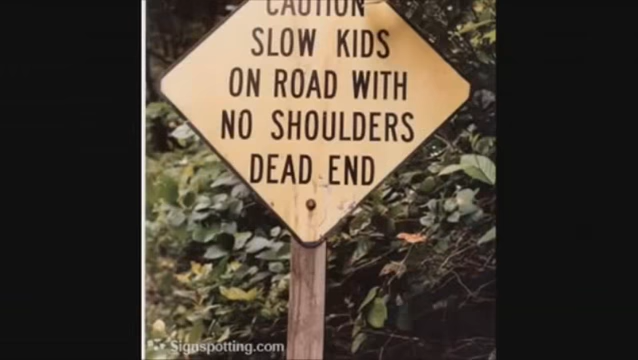 CAUTION
SLOW KIDS
ON ROAD WITH
NO SHOULDERS
DEAD END
Signspotting.com